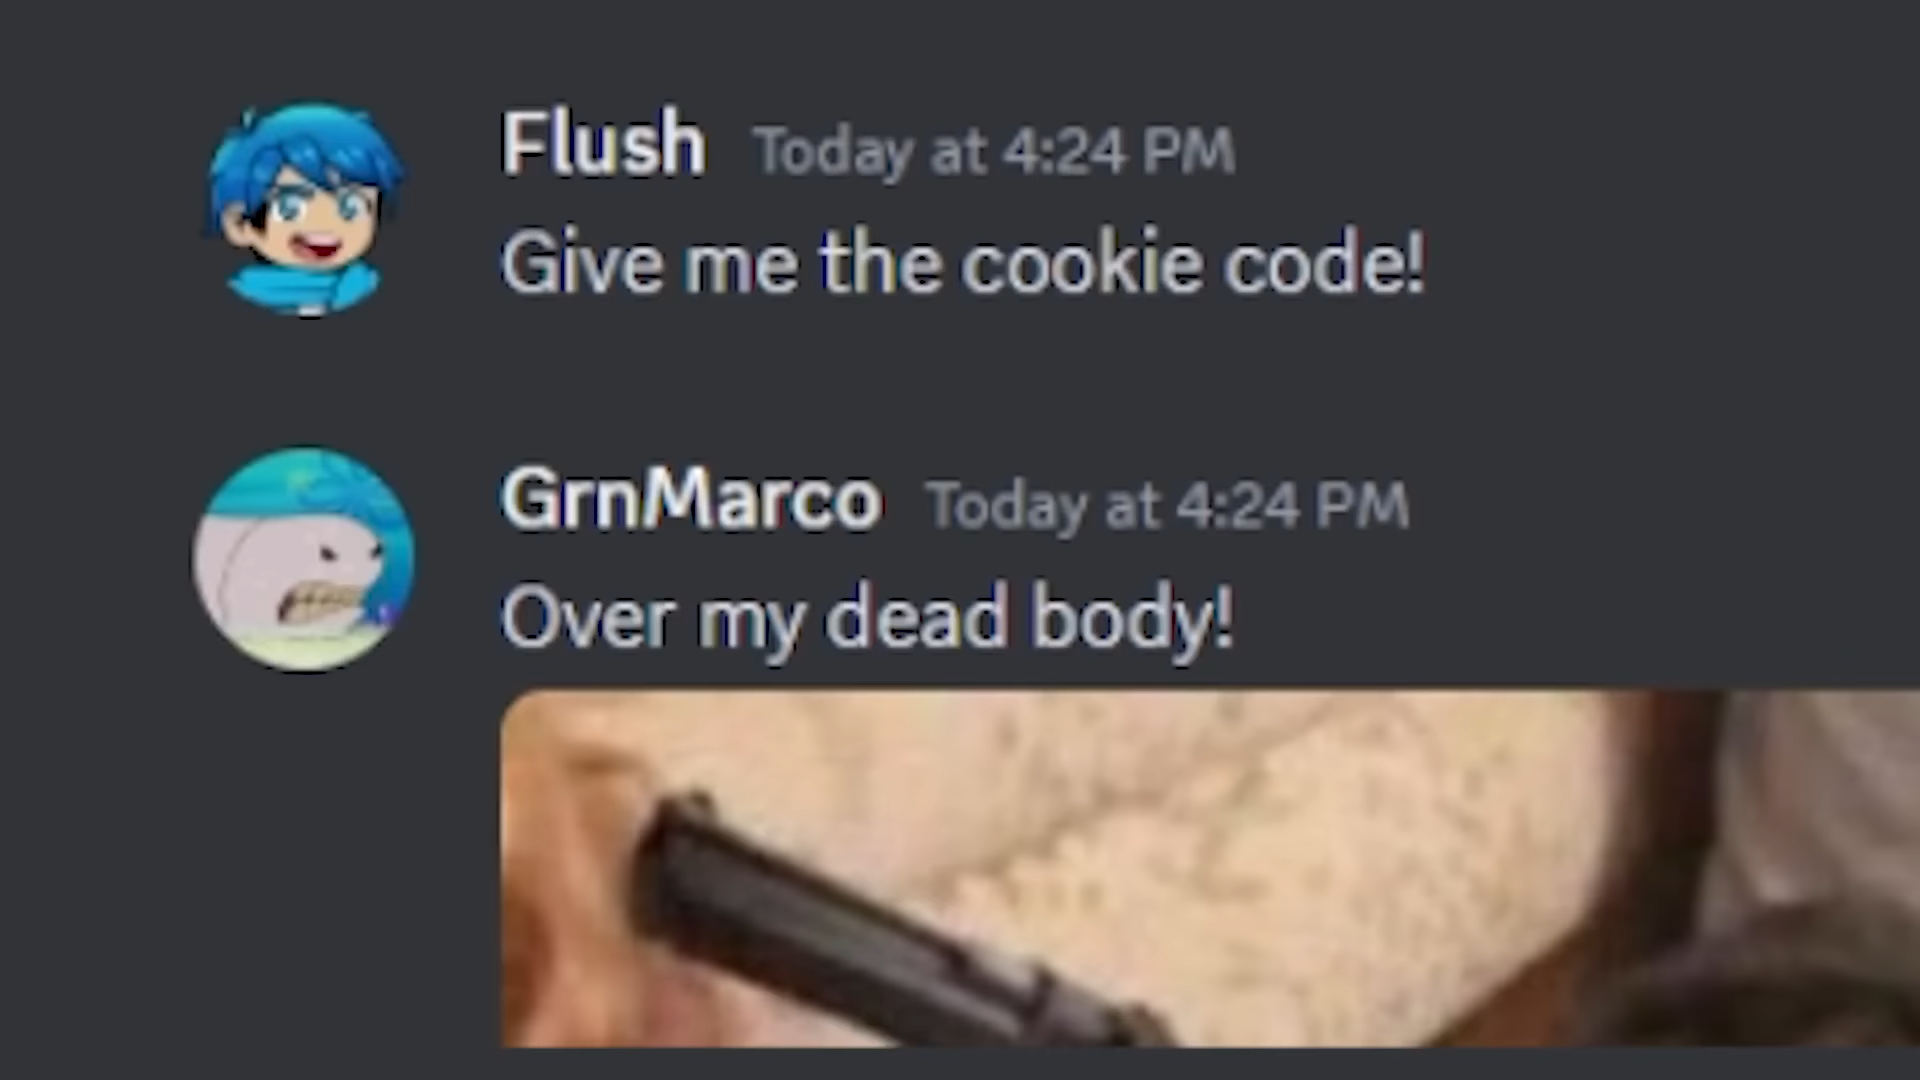 Flush Today at 4:24 PM
Give me the cookie code!
GrnMarco Today at 4:24 PM
Over my dead body!